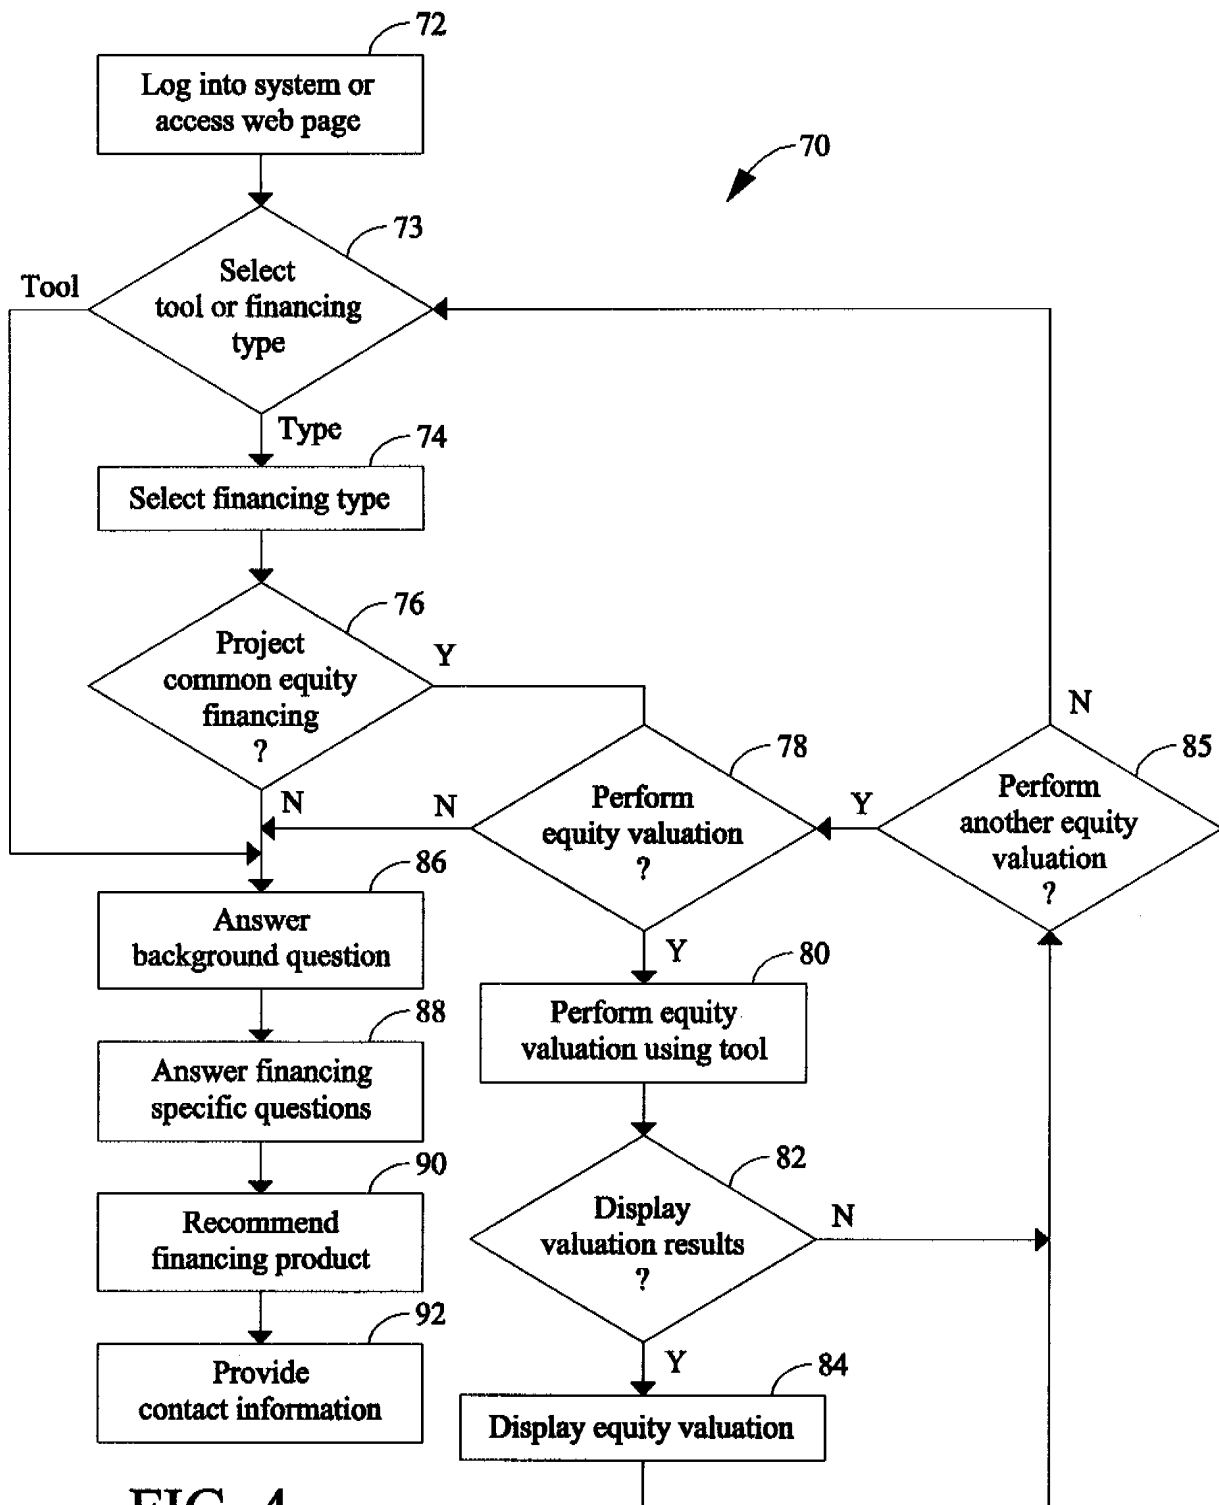 72
Log into system or
access web page
70
73
Select
tool or financing
type
Tool
Type
74
Select financing type
76
Project
common equity
financing
?
Y
N
78
Perform
equity valuation
?
N
Y
85
Perform
another equity
valuation
?
Y
N
80
Perform equity
valuation using tool
82
Display
valuation results
?
N
Y
84
Display equity valuation
86
Answer
background question
88
Answer financing
specific questions
90
Recommend
financing product
92
Provide
contact information
FIG. 4